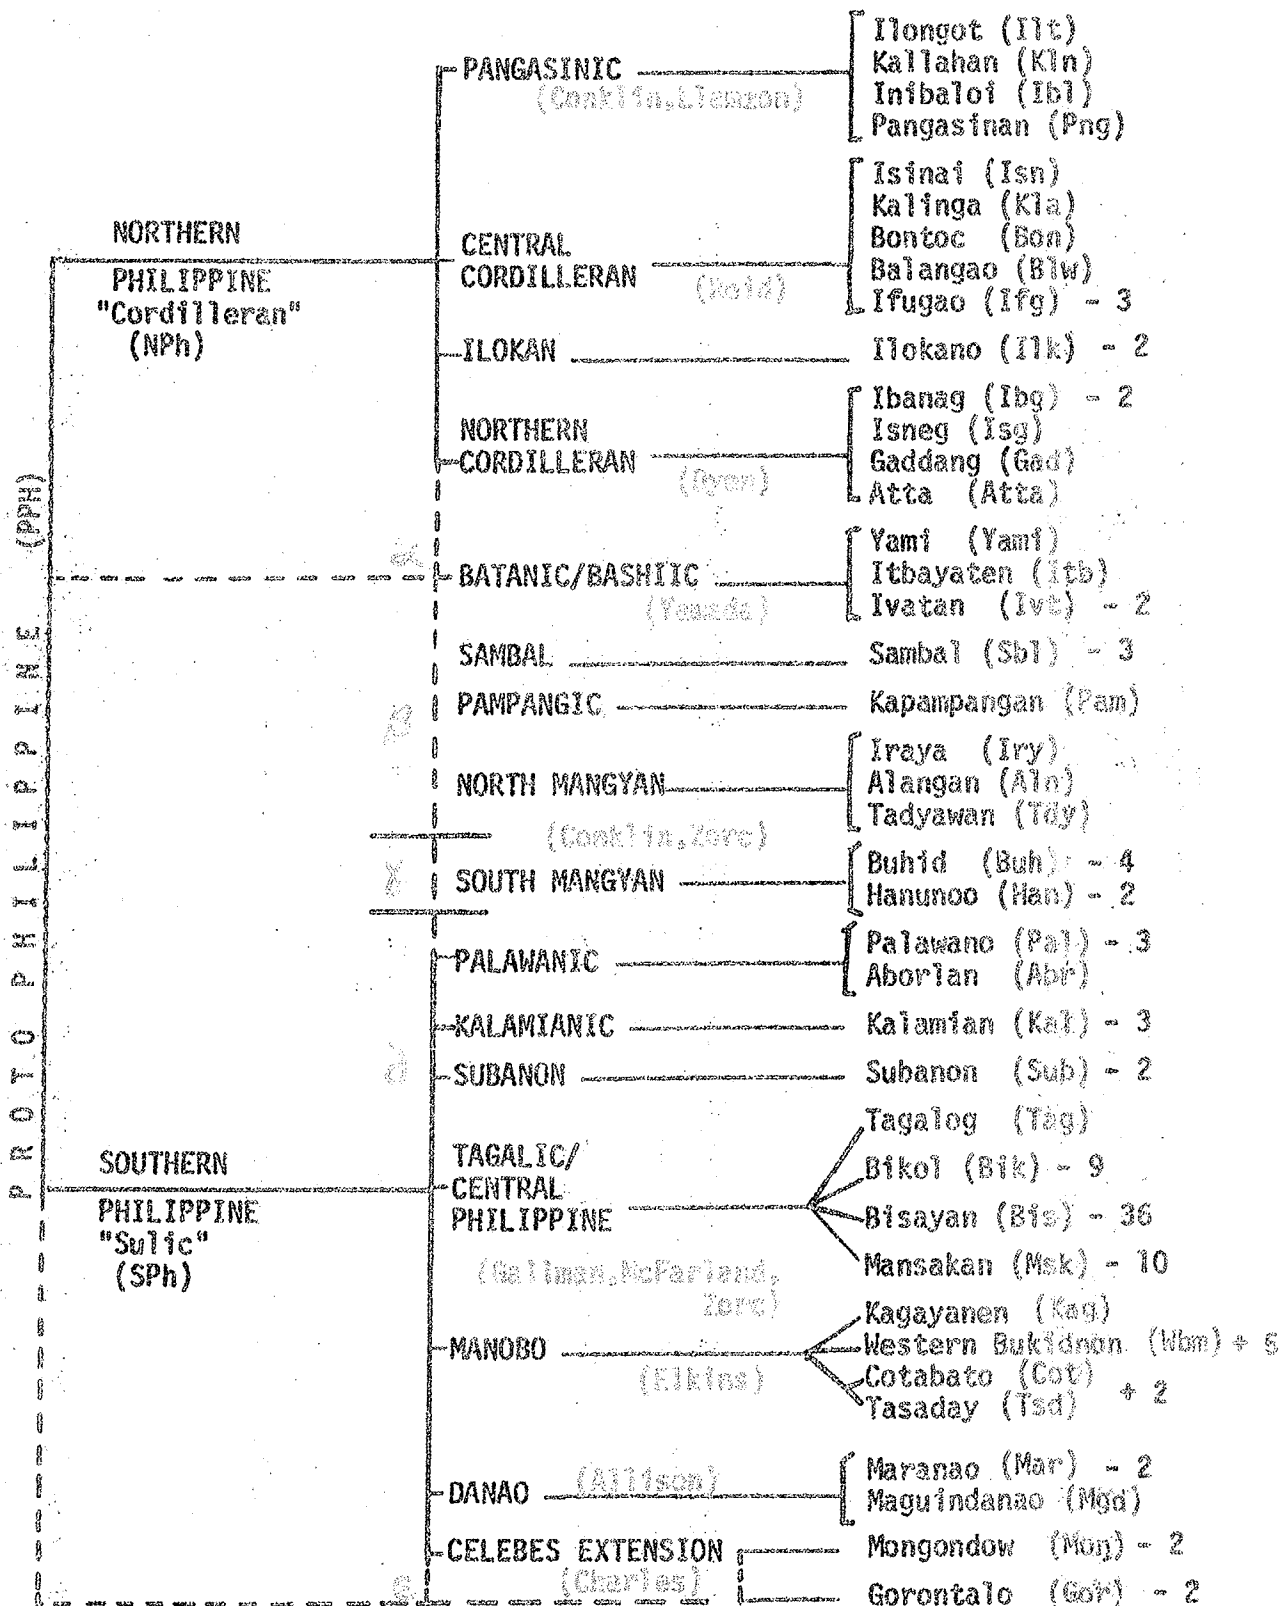 PROTO PHILIPPINE (PPH)
NORTHERN
PHILIPPINE
"Cordilleran"
(NPh)
PANGASINIC
(Conklin,Llamzon)
Ilongot (Ilt)
Kallahan (Kln)
Inibaloi (Ibl)
Pangasinan (Png)
CENTRAL
CORDILLERAN
(Reid)
Isinai (Isn)
Kalinga (Kla)
Bontoc (Bon)
Balangao (Blw)
Ifugao (Ifg) - 3
ILOKAN
Ilokano (Ilk) - 2
NORTHERN
CORDILLERAN
(Dyen)
Ibanag (Ibg) - 2
Isneg (Isg)
Gaddang (Gad)
Atta (Atta)
BATANIC/BASHIIC
(Yamada)
Yami (Yami)
Itbayaten (Itb)
Ivatan (Ivt) - 2
SAMBAL
Sambal (Sbl) - 3
PAMPANGIC
Kapampangan (Pam)
NORTH MANGYAN
(Conklin,Zorc)
Iraya (Iry)
Alangan (Aln)
Tadyawan (Tdy)
SOUTH MANGYAN
Buhid (Buh) - 4
Hanunoo (Han) - 2
SOUTHERN
PHILIPPINE
"Sulic"
(SPh)
PALAWANIC
Palawano (Pal) - 3
Aborlan (Abr)
KALAMIANIC
Kalamian (Kal) - 3
SUBANON
Subanon (Sub) - 2
TAGALIC/
CENTRAL
PHILIPPINE
(Gallman,McFarland,
Zorc)
Tagalog (Tag)
Bikol (Bik) - 9
Bisayan (Bis) - 36
Mansakan (Msk) - 10
MANOBO
(Elkins)
Kagayanen (Kag)
Western Bukidnon (Wbm) + 5
Cotabato (Cot)
Tasaday (Tsd) + 2
DANAO
(Allison)
Maranao (Mar) - 2
Maguindanao (Mgd)
CELEBES EXTENSION
(Charles)
Mongondow (Mon) - 2
Gorontalo (Gor) - 2